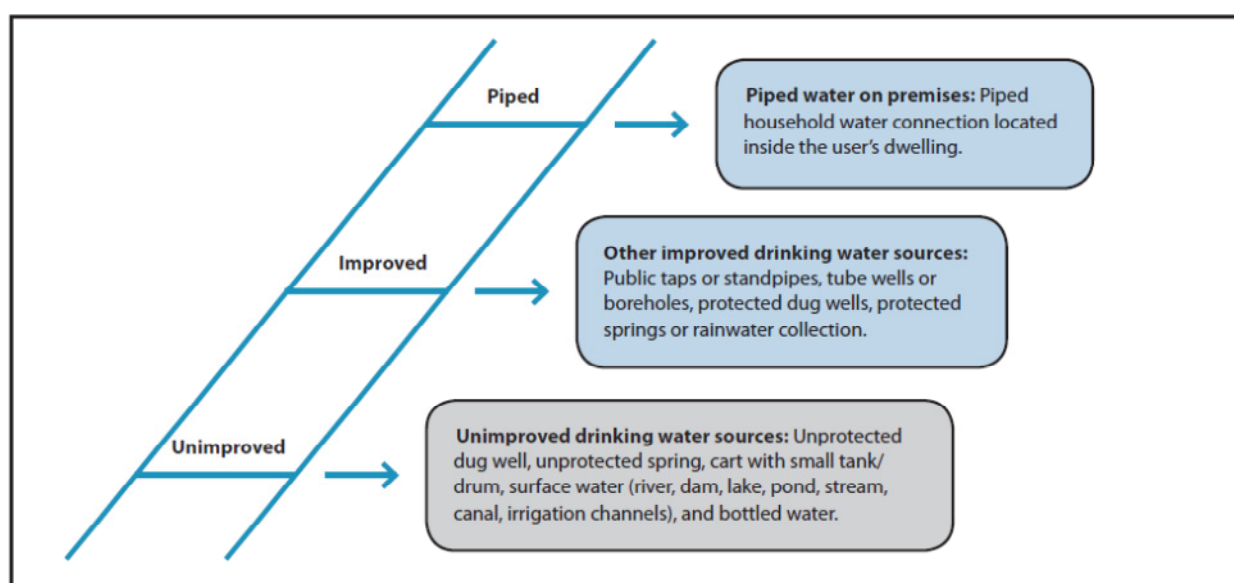 Piped
Piped water on premises: Piped
household water connection located
inside the user's dwelling.
Improved
Other improved drinking water sources:
Public taps or standpipes, tube wells or
boreholes, protected dug wells, protected
springs or rainwater collection.
Unimproved
Unimproved drinking water sources: Unprotected
dug well, unprotected spring, cart with small tank/
drum, surface water (river, dam, lake, pond, stream,
canal, irrigation channels), and bottled water.